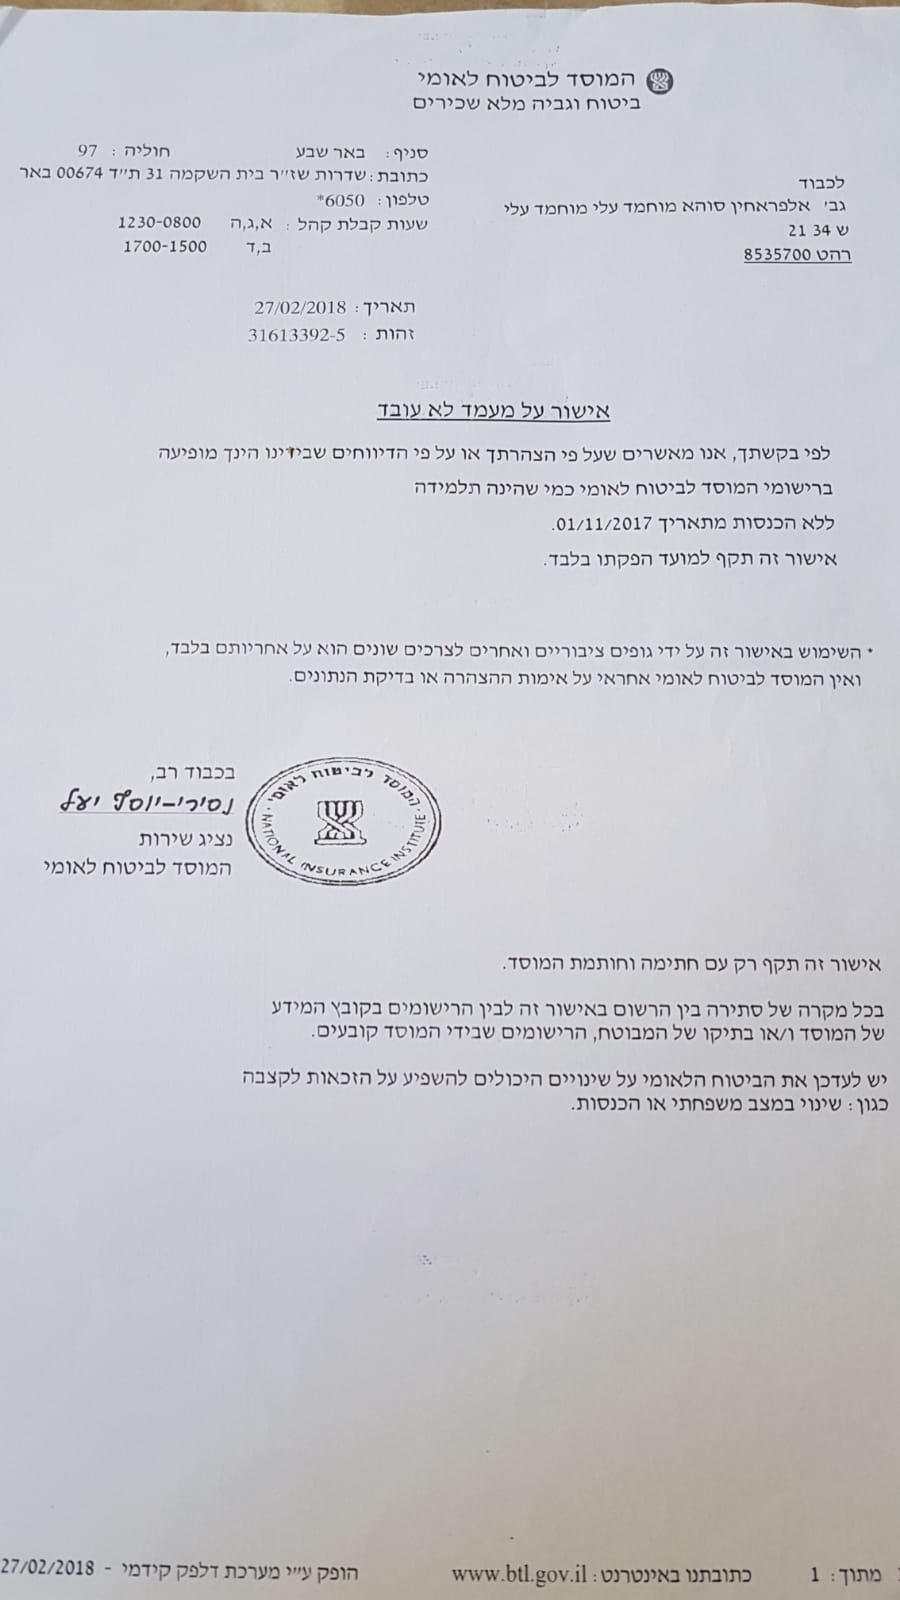 המוסד לביטוח לאומי
ביטוח וגביה מלא שכירים
סניף: באר שבע חוליה: 97
כתובת: שדרות שז"ר בית השקמה 31 ת"ד 00674 באר
טלפון: 6050*
שעות קבלת קהל: א,ג,ה 1230-0800
ב,ד 1700-1500
לכבוד
גב' אלפראחין סוהא מוחמד עלי מוחמד עלי
ש 34 21
רהט 8535700
תאריך: 27/02/2018
זהות: 31613392-5
אישור על מעמד לא עובד
לפי בקשתך, אנו מאשרים שעל פי הצהרתך או על פי הדיווחים שבידינו הינך מופיעה
ברישומי המוסד לביטוח לאומי כמי שהינה תלמידה
ללא הכנסות מתאריך 01/11/2017.
אישור זה תקף למועד הפקתו בלבד.
* השימוש באישור זה על ידי גופים ציבוריים ואחרים לצרכים שונים הוא על אחריותם בלבד,
ואין המוסד לביטוח לאומי אחראי על אימות ההצהרה או בדיקת הנתונים.
בכבוד רב,
נסירי-יוסף יעל
נציג שירות
המוסד לביטוח לאומי
המוסד לביטוח לאומי
NATIONAL INSURANCE INSTITUTE
אישור זה תקף רק עם חתימה וחותמת המוסד.
בכל מקרה של סתירה בין הרשום באישור זה לבין הרישומים בקובץ המידע
של המוסד ו/או בתיקו של המבוטח, הרישומים שבידי המוסד קובעים.
יש לעדכן את הביטוח הלאומי על שינויים היכולים להשפיע על הזכאות לקצבה
כגון: שינוי במצב משפחתי או הכנסות.
מתוך: 1 כתובתנו באינטרנט: www.btl.gov.il הופק ע"י מערכת דלפק קידמי - 27/02/2018